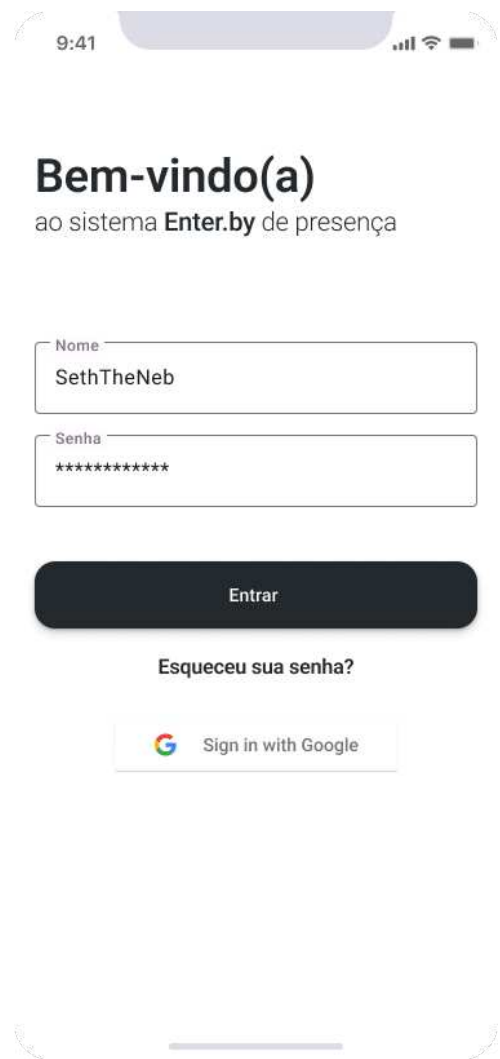 9:41
Bem-vindo(a)
ao sistema Enter.by de presença
Nome
SethTheNeb
Senha
************
Entrar
Esqueceu sua senha?
Sign in with Google